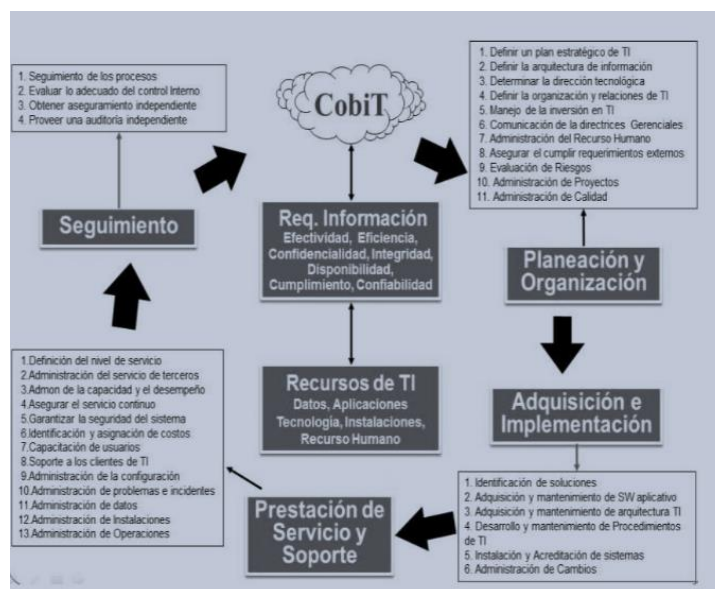 CobiT
1. Definir un plan estratégico de TI
2. Definir la arquitectura de información
3. Determinar la dirección tecnológica
4. Definir la organización y relaciones de TI
5. Manejo de la inversión en TI
6. Comunicación de la directrices Gerenciales
7. Administración del Recurso Humano
8. Asegurar el cumplir requerimientos externos
9. Evaluación de Riesgos
10. Administración de Proyectos
11. Administración de Calidad
Planeación y
Organización
Adquisición e
Implementación
1. Identificación de soluciones
2. Adquisición y mantenimiento de SW aplicativo
3. Adquisición y mantenimiento de arquitectura TI
4. Desarrollo y mantenimiento de Procedimientos
de TI
5. Instalación y Acreditación de sistemas
6. Administración de Cambios
Prestación de
Servicio y
Soporte
1.Definición del nivel de servicio
2.Administración del servicio de terceros
3.Admon de la capacidad y el desempeño
4.Asegurar el servicio continuo
5.Garantizar la seguridad del sistema
6.Identificación y asignación de costos
7.Capacitación de usuarios
8.Soporte a los clientes de TI
9.Administración de la configuración
10.Administración de problemas e incidentes
11.Administración de datos
12.Administración de Instalaciones
13.Administración de Operaciones
Seguimiento
1. Seguimiento de los procesos
2. Evaluar lo adecuado del control Interno
3. Obtener aseguramiento independiente
4. Proveer una auditoría independiente
Req. Información
Efectividad, Eficiencia,
Confidencialidad, Integridad,
Disponibilidad,
Cumplimiento, Confiabilidad
Recursos de TI
Datos, Aplicaciones
Tecnología, Instalaciones,
Recurso Humano